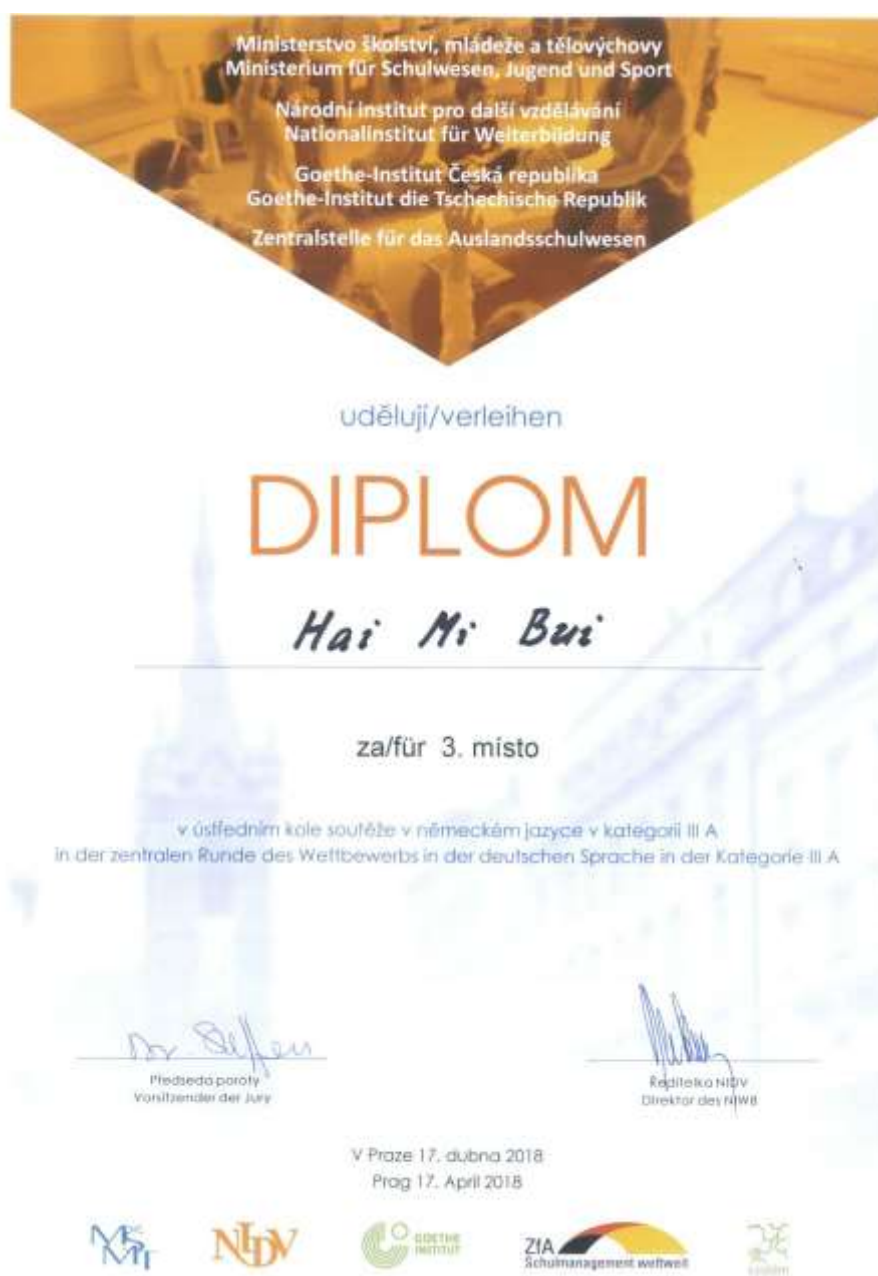 Ministerstvo školství, mládeže a tělovýchovy
Ministerium für Schulwesen, Jugend und Sport
Národní institut pro další vzdělávání
Nationalinstitut für Weiterbildung
Goethe-Institut Česká republika
Goethe-Institut die Tschechische Republik
Zentralstelle für das Auslandsschulwesen
udělují/verleihen
DIPLOM
Hai Mi Bui
za/für 3. místo
v ústředním kole soutěže v německém jazyce v kategorii III A
in der zentralen Runde des Wettbewerbs in der deutschen Sprache in der Kategorie III A
Dr.
Předseda poroty
Vorsitzender der Jury
Ředitelka NIDV
Direktor des NIWB
V Praze 17. dubna 2018
Prag 17. April 2018
MŠMT
NIDV
GOETHE
INSTITUT
ZfA
Schulmanagement weltweit